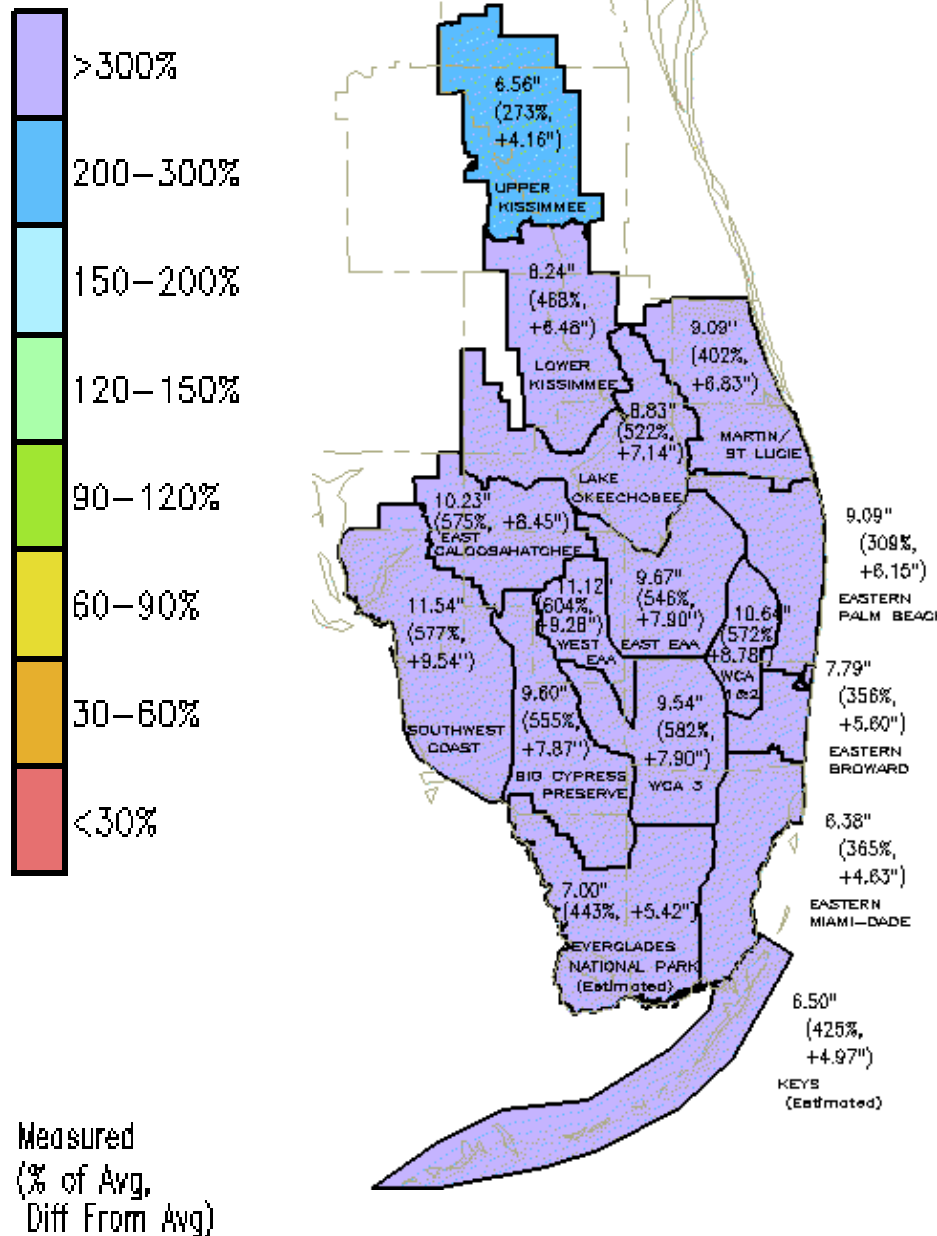 >300%
200-300%
150-200%
120-150%
90-120%
60-90%
30-60%
<30%
6.56"
(273%,
+4.16")
UPPER
KISSIMMEE
8.24"
(468%,
+6.48")
LOWER
KISSIMMEE
9.09"
(402%,
+6.83")
MARTIN/
ST LUCIE
8.83"
(522%,
+7.14")
LAKE
OKEECHOBEE
10.23"
(575%, +8.45")
EAST
CALOOSAHATCHEE
9.09"
(309%,
+6.15")
EASTERN
PALM BEACH
11.54"
(577%,
+9.54")
SOUTHWEST
COAST
11.12"
(604%,
+9.28")
WEST
EAA
9.67"
(546%,
+7.90")
EAST EAA
10.64"
(572%
+8.78")
WCA
1&2
7.79"
(356%,
+5.60")
EASTERN
BROWARD
9.60"
(555%,
+7.87")
BIG CYPRESS
PRESERVE
9.54"
(582%,
+7.90")
WCA 3
6.38"
(365%,
+4.63")
EASTERN
MIAMI-DADE
7.00"
(443%, +5.42")
EVERGLADES
NATIONAL PARK
(Estimated)
6.50"
(425%,
+4.97")
KEYS
(Estimated)
Measured
(% of Avg,
Diff From Avg)